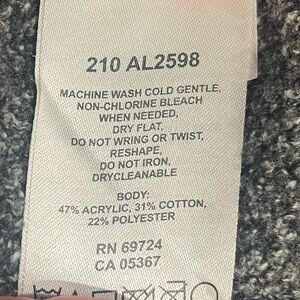 210 AL2598
MACHINE WASH COLD GENTLE,
NON-CHLORINE BLEACH
WHEN NEEDED,
DRY FLAT,
DO NOT WRING OR TWIST,
RESHAPE,
DO NOT IRON,
DRYCLEANABLE
BODY:
47% ACRYLIC, 31% COTTON,
22% POLYESTER
RN 69724
CA 05367